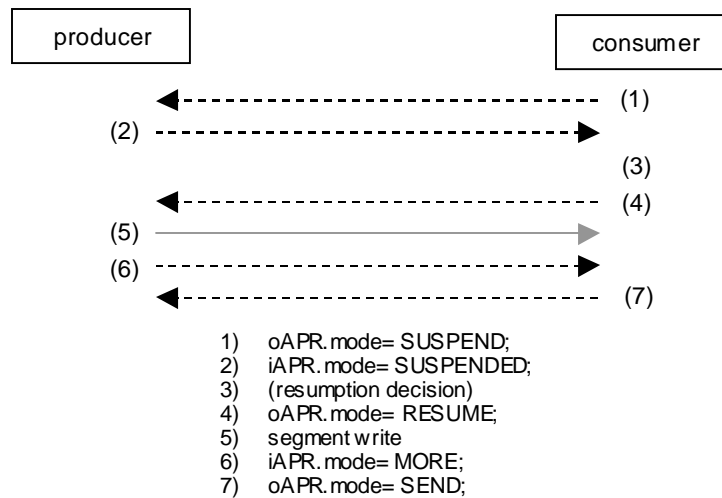 producer
consumer
(1)
(2)
(3)
(4)
(5)
(6)
(7)
1) oAPR.mode= SUSPEND;
2) iAPR.mode= SUSPENDED;
3) (resumption decision)
4) oAPR.mode= RESUME;
5) segment write
6) iAPR.mode= MORE;
7) oAPR.mode= SEND;